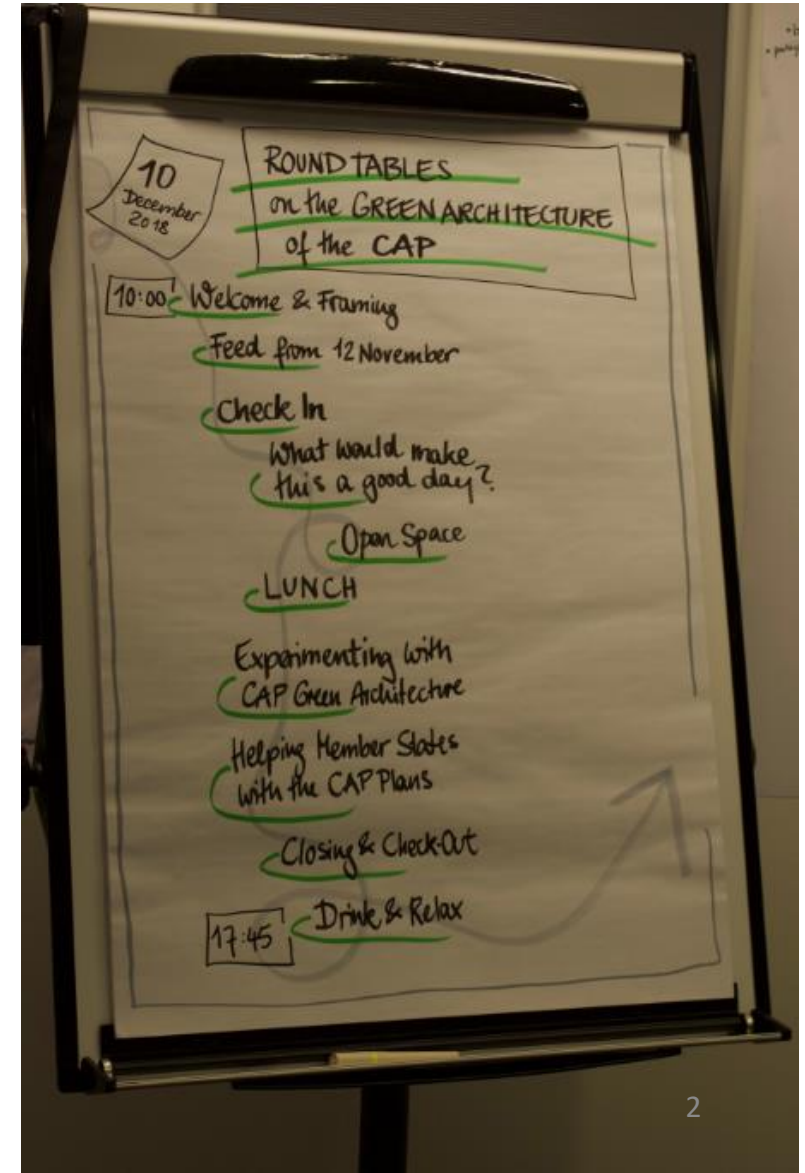 10
December
2018
ROUND TABLES
on the GREEN ARCHITECTURE
of the CAP
10:00 Welcome & Framing
Feed from 12 November
Check In
What would make
this a good day?
Open Space
LUNCH
Experimenting with
CAP Green Architecture
Helping Member States
with the CAP Plans
Closing & Check-Out
17:45 Drink & Relax
2